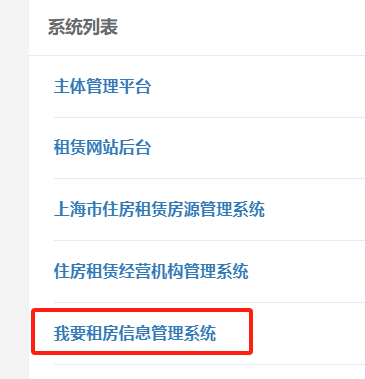 系统列表
主体管理平台
租赁网站后台
上海市住房租赁房源管理系统
住房租赁经营机构管理系统
我要租房信息管理系统